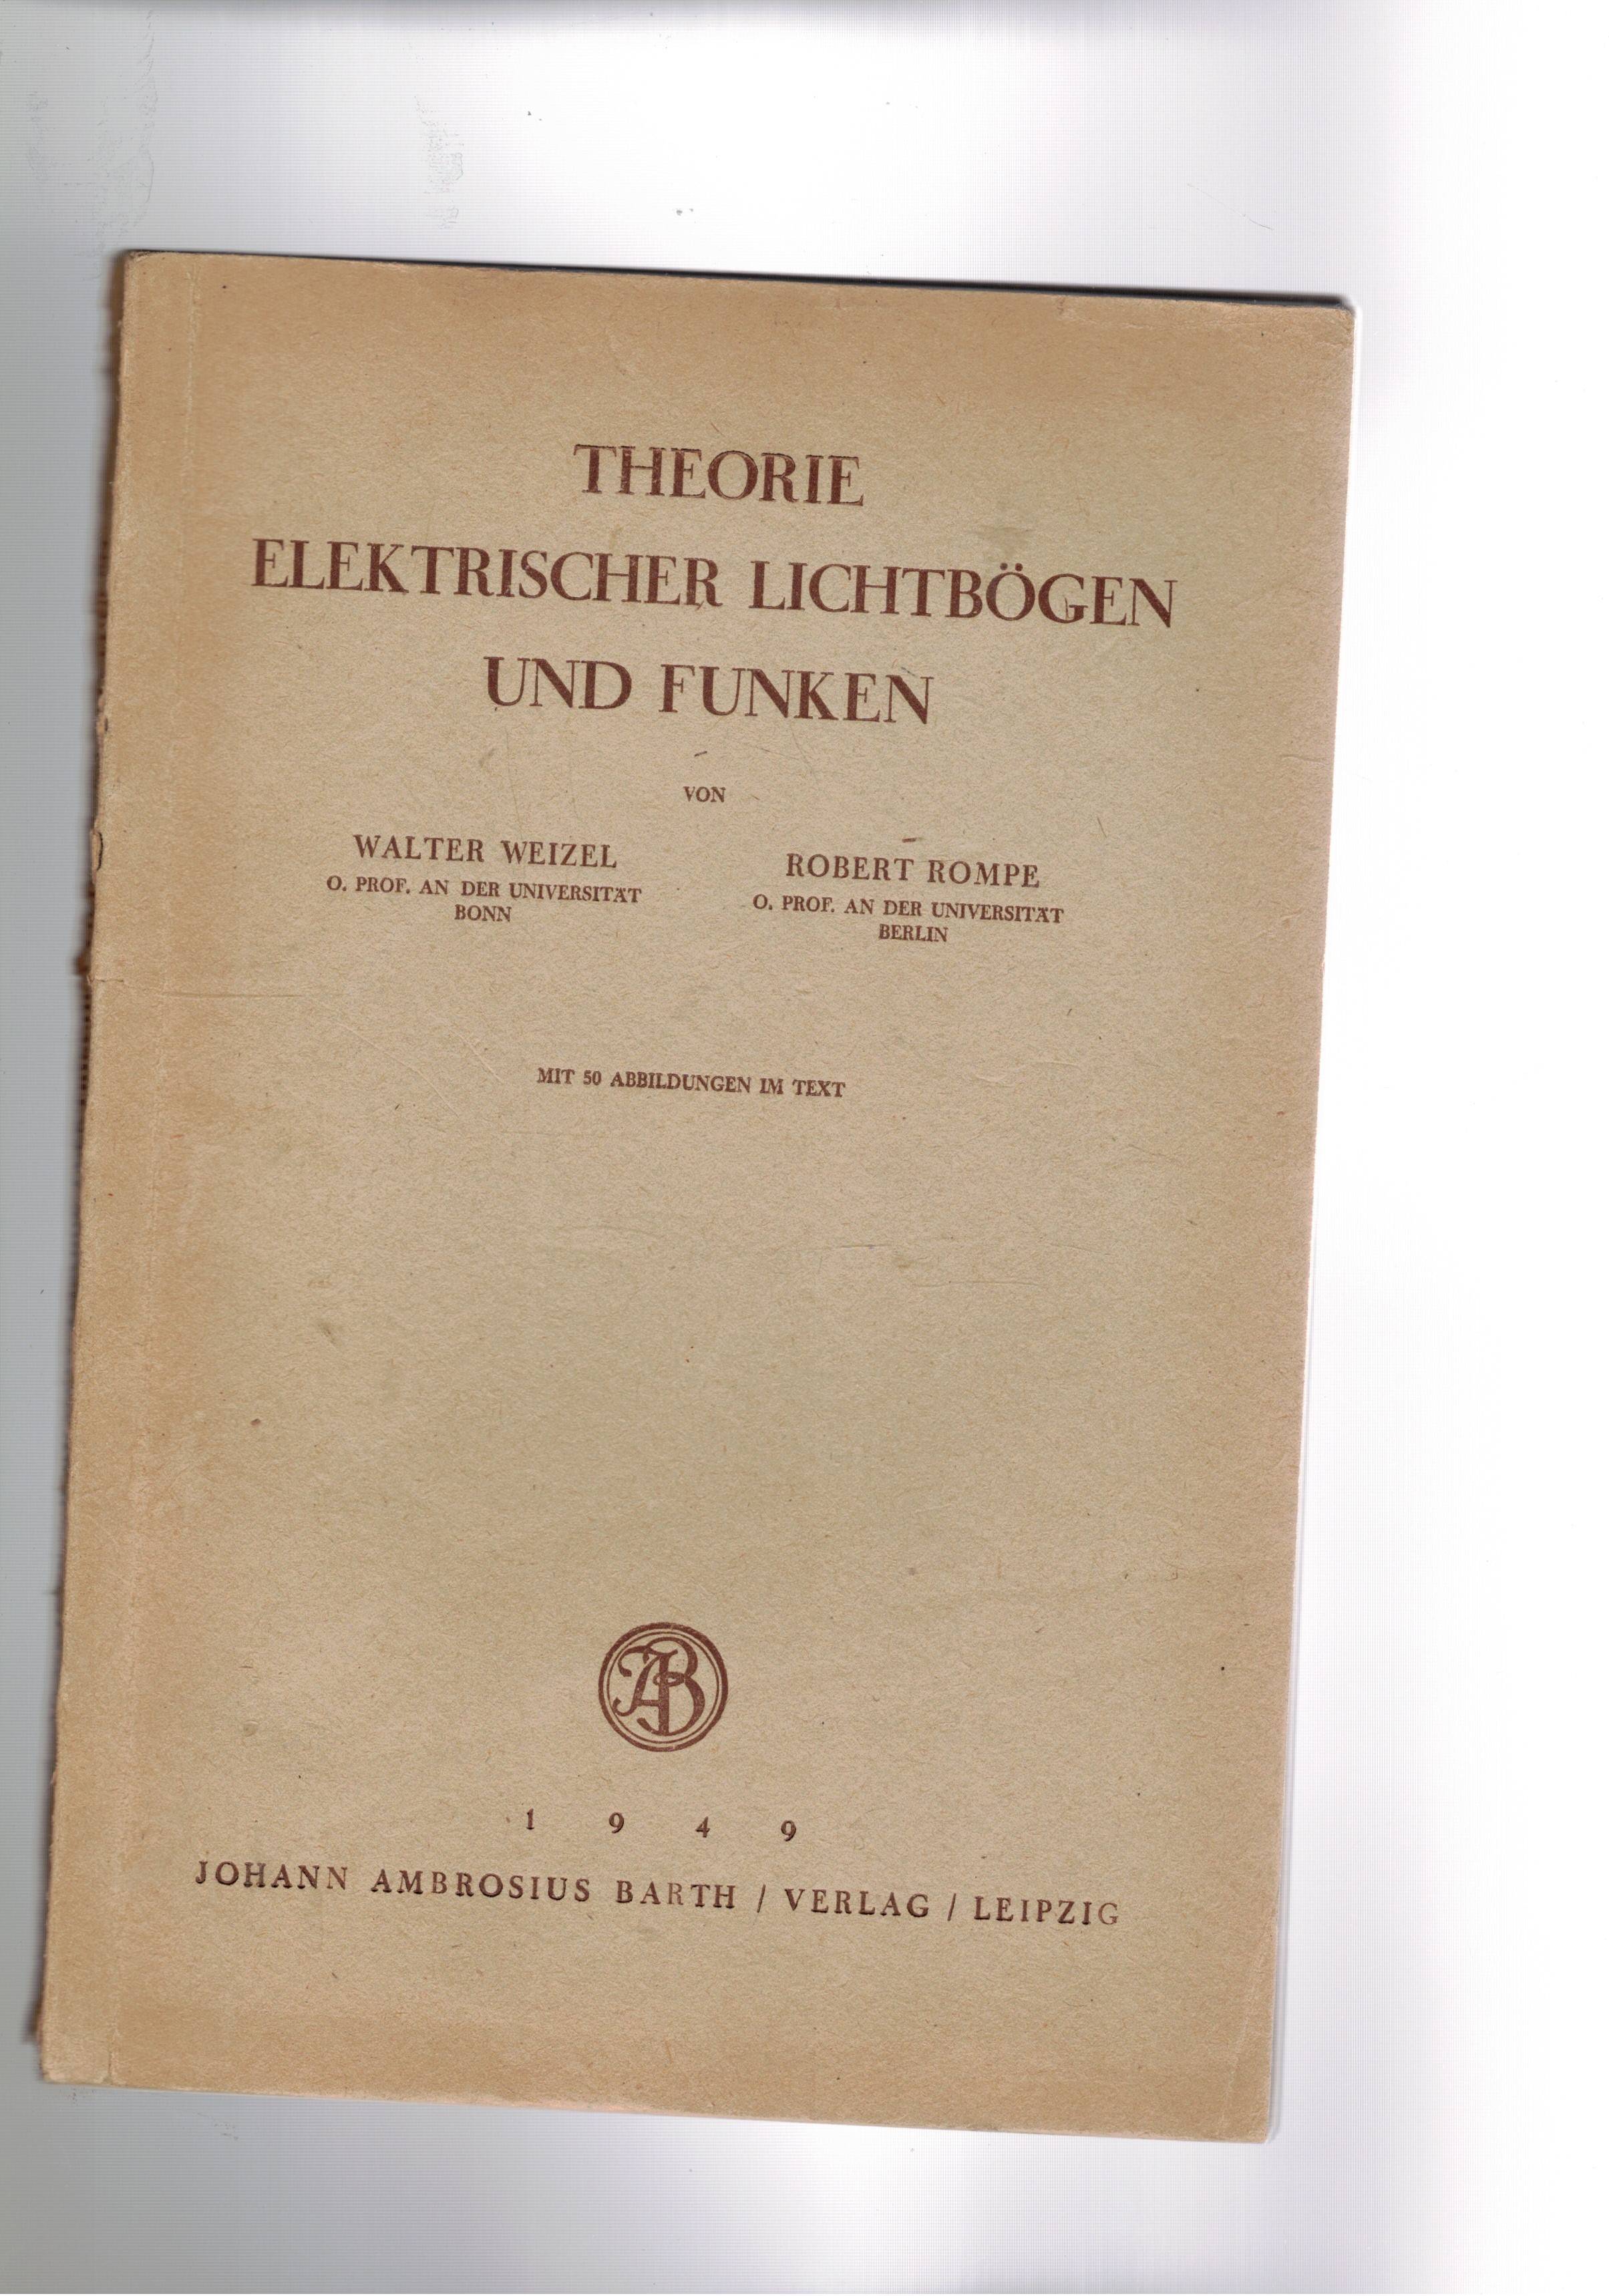 THEORIE
ELEKTRISCHER LICHTBÖGEN
UND FUNKEN
VON
WALTER WEIZEL
O. PROF. AN DER UNIVERSITÄT
BONN
ROBERT ROMPE
O. PROF. AN DER UNIVERSITÄT
BERLIN
MIT 50 ABBILDUNGEN IM TEXT
JAB
1 9 4 9
JOHANN AMBROSIUS BARTH / VERLAG / LEIPZIG